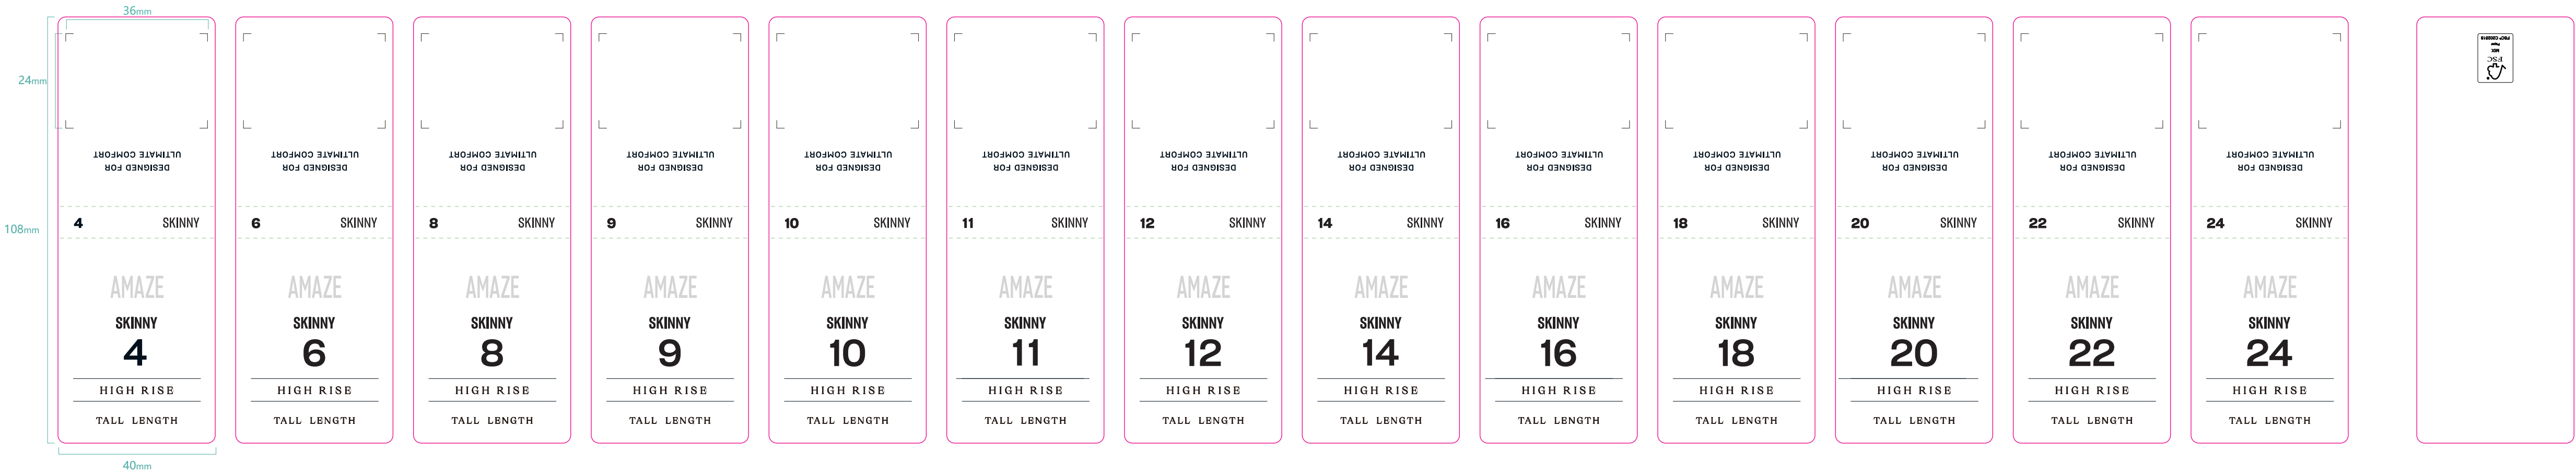 36mm
24mm
108mm
40mm
DESIGNED FOR
ULTIMATE COMFORT
4 SKINNY
AMAZE
SKINNY
4
HIGH RISE
TALL LENGTH
DESIGNED FOR
ULTIMATE COMFORT
6 SKINNY
AMAZE
SKINNY
6
HIGH RISE
TALL LENGTH
DESIGNED FOR
ULTIMATE COMFORT
8 SKINNY
AMAZE
SKINNY
8
HIGH RISE
TALL LENGTH
DESIGNED FOR
ULTIMATE COMFORT
9 SKINNY
AMAZE
SKINNY
9
HIGH RISE
TALL LENGTH
DESIGNED FOR
ULTIMATE COMFORT
10 SKINNY
AMAZE
SKINNY
10
HIGH RISE
TALL LENGTH
DESIGNED FOR
ULTIMATE COMFORT
11 SKINNY
AMAZE
SKINNY
11
HIGH RISE
TALL LENGTH
DESIGNED FOR
ULTIMATE COMFORT
12 SKINNY
AMAZE
SKINNY
12
HIGH RISE
TALL LENGTH
DESIGNED FOR
ULTIMATE COMFORT
14 SKINNY
AMAZE
SKINNY
14
HIGH RISE
TALL LENGTH
DESIGNED FOR
ULTIMATE COMFORT
16 SKINNY
AMAZE
SKINNY
16
HIGH RISE
TALL LENGTH
DESIGNED FOR
ULTIMATE COMFORT
18 SKINNY
AMAZE
SKINNY
18
HIGH RISE
TALL LENGTH
DESIGNED FOR
ULTIMATE COMFORT
20 SKINNY
AMAZE
SKINNY
20
HIGH RISE
TALL LENGTH
DESIGNED FOR
ULTIMATE COMFORT
22 SKINNY
AMAZE
SKINNY
22
HIGH RISE
TALL LENGTH
DESIGNED FOR
ULTIMATE COMFORT
24 SKINNY
AMAZE
SKINNY
24
HIGH RISE
TALL LENGTH
FSC
MIX
Paper